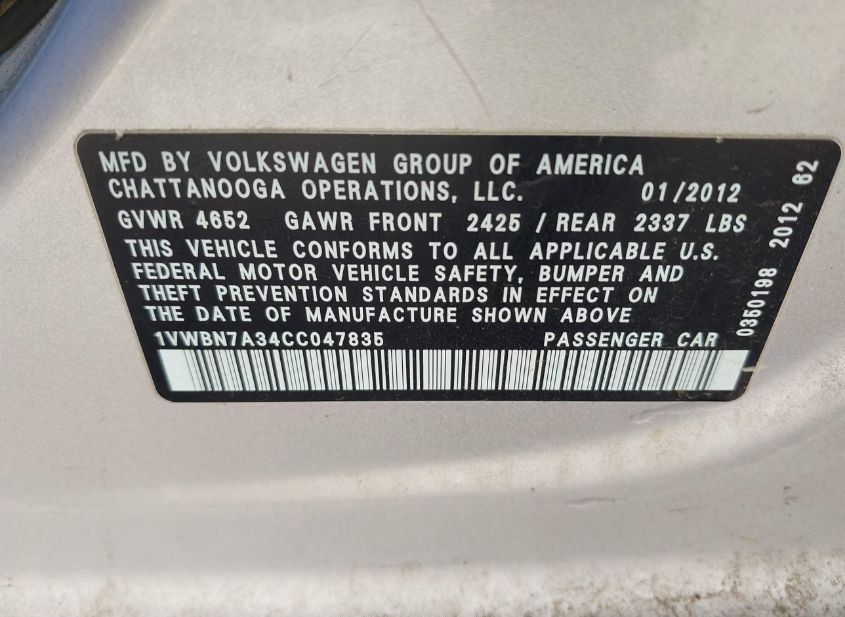 MFD BY VOLKSWAGEN GROUP OF AMERICA
CHATTANOOGA OPERATIONS, LLC. 01/2012
GVWR 4652 GAWR FRONT 2425 / REAR 2337 LBS
THIS VEHICLE CONFORMS TO ALL APPLICABLE U.S.
FEDERAL MOTOR VEHICLE SAFETY, BUMPER AND
THEFT PREVENTION STANDARDS IN EFFECT ON
THE DATE OF MANUFACTURE SHOWN ABOVE
1VWBN7A34CC047835 PASSENGER CAR
0350198 2012 62